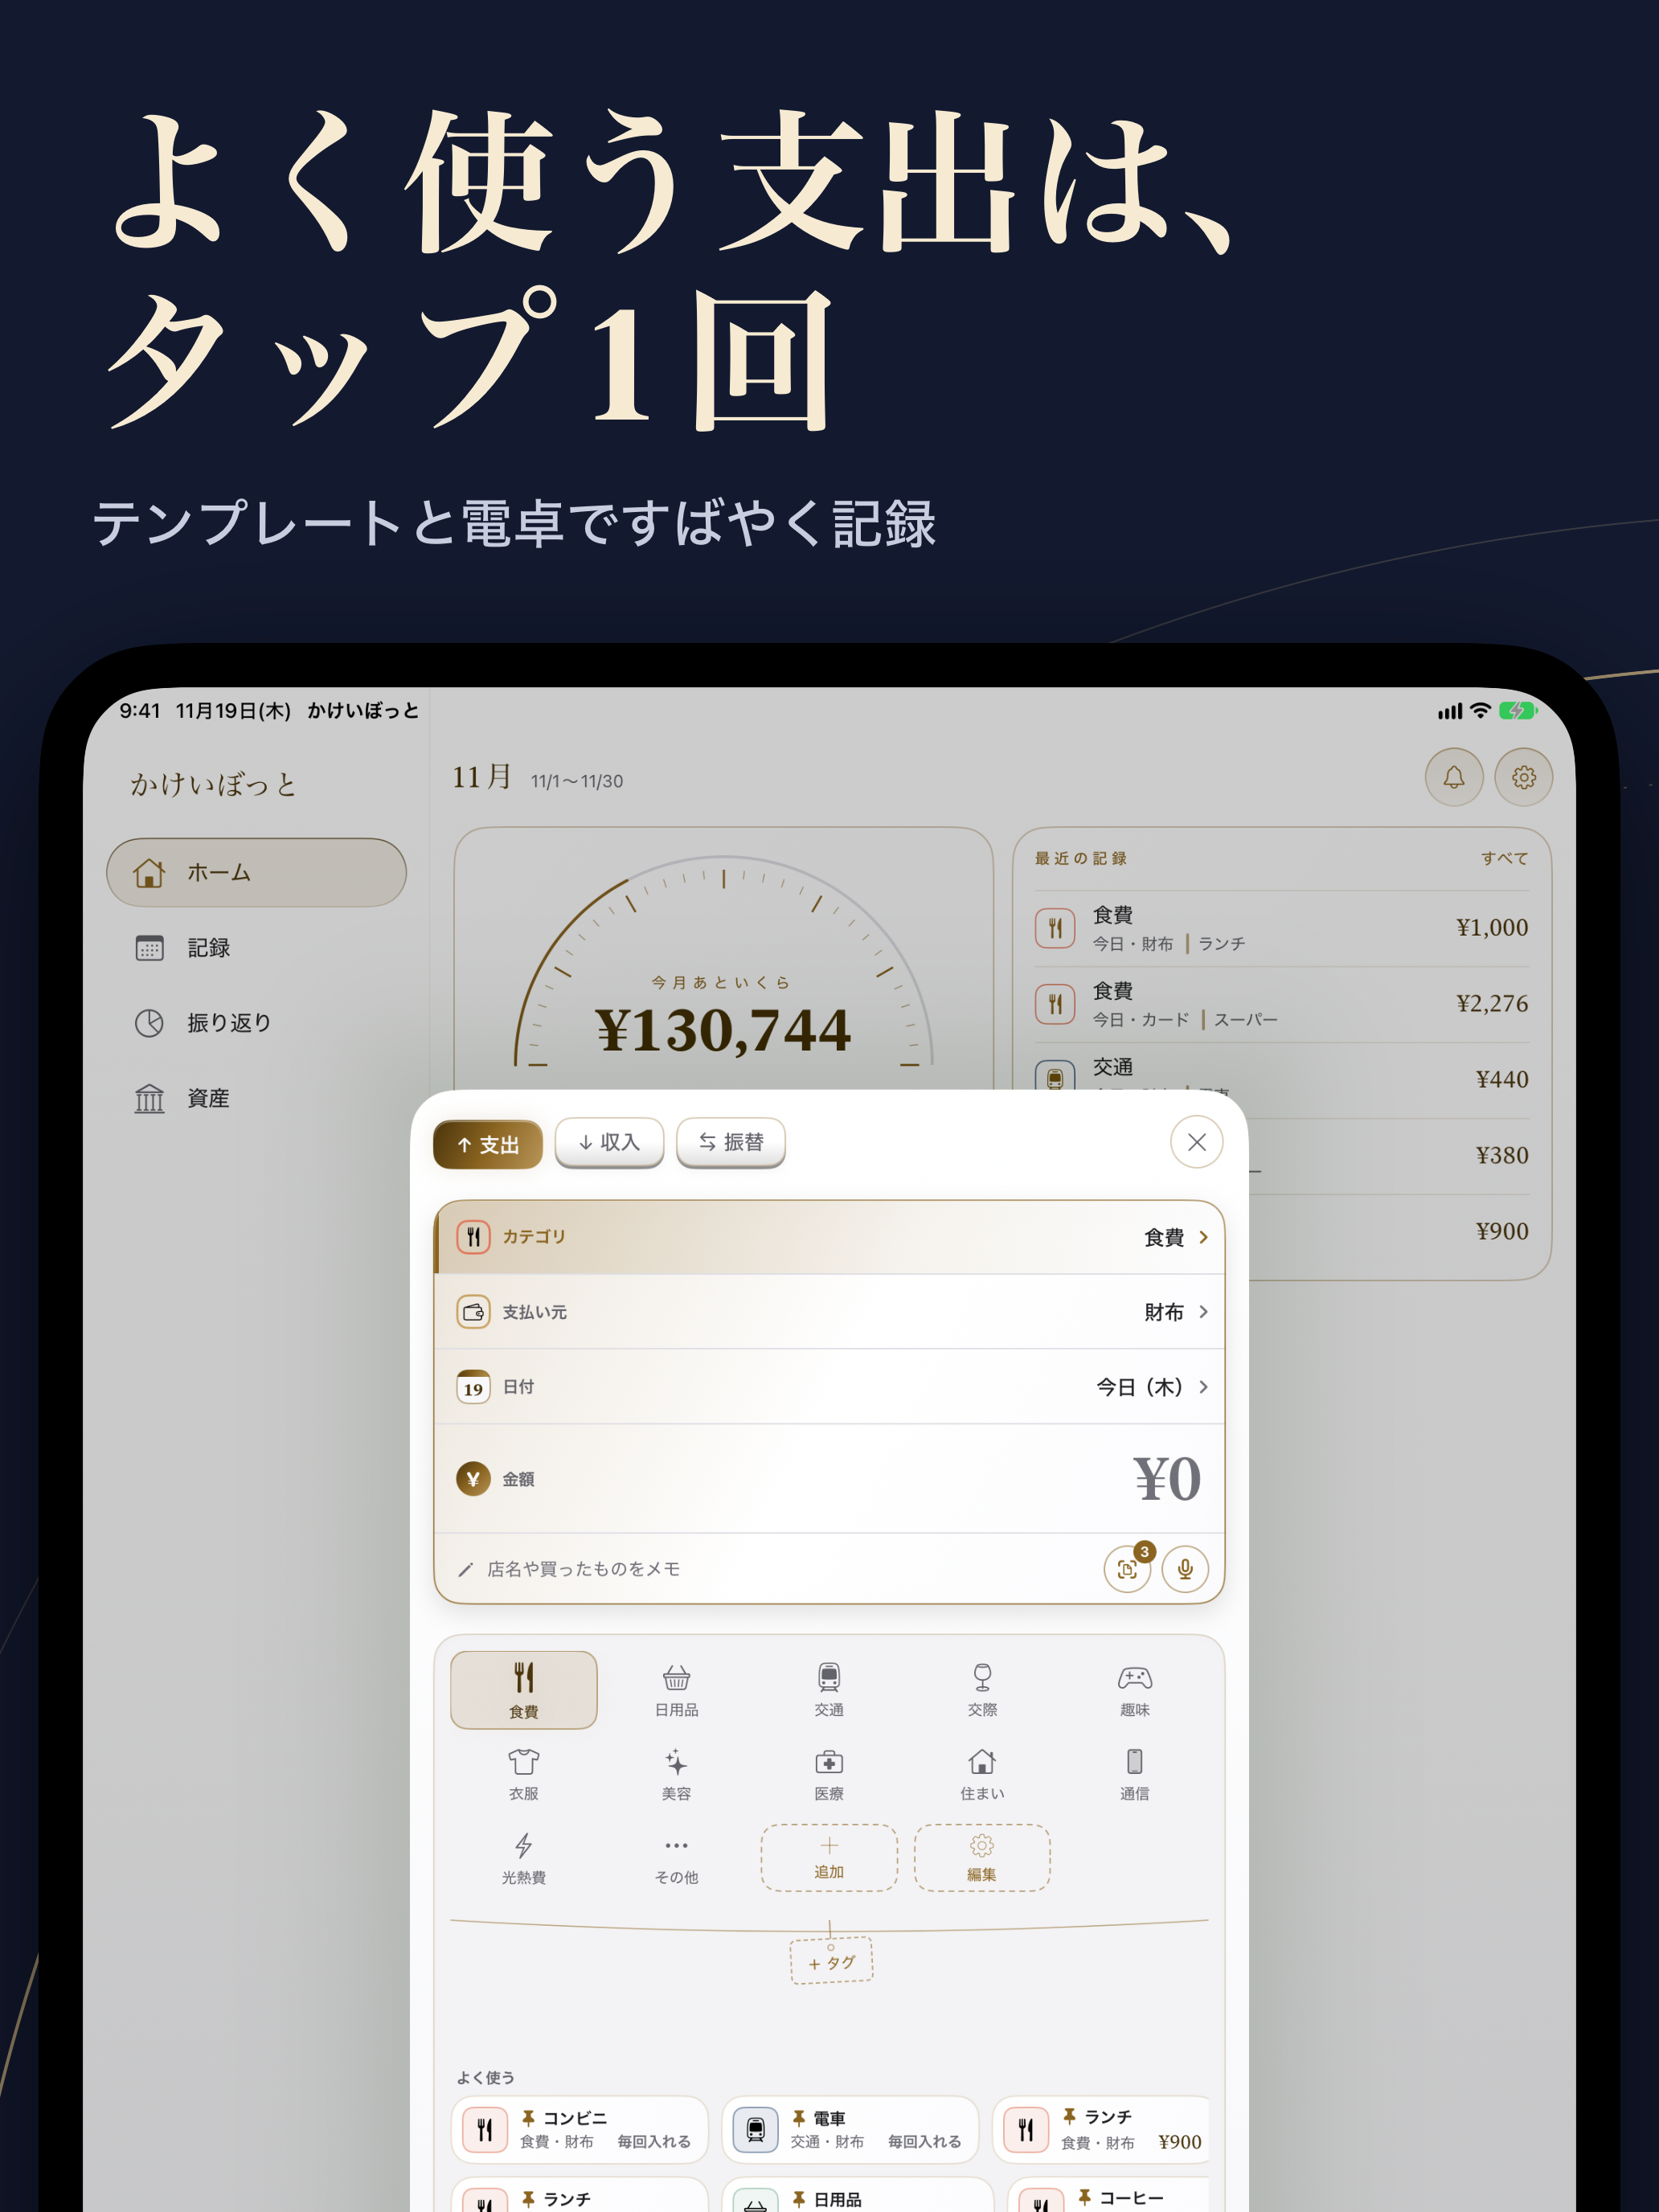 よく使う支出は、
タップ1回
テンプレートと電卓ですばやく記録
9:41 11月19日(木) かけいぼっと
かけいぼっと
ホーム
記録
振り返り
資産
11月 11/1〜11/30
今月あといくら
¥130,744
最近の記録 すべて
食費
今日・財布 ランチ
¥1,000
食費
今日・カード スーパー
¥2,276
交通
¥440
¥380
¥900
↑ 支出 ↓ 収入 振替
カテゴリ 食費
支払い元 財布
19 日付 今日 (木)
¥ 金額 ¥0
店名や買ったものをメモ 3
食費 日用品 交通 交際 趣味
衣服 美容 医療 住まい 通信
光熱費 その他 追加 編集
+ タグ
よく使う
コンビニ
食費・財布 毎回入れる
電車
交通・財布 毎回入れる
ランチ
食費・財布 ¥900
ランチ 日用品 コーヒー